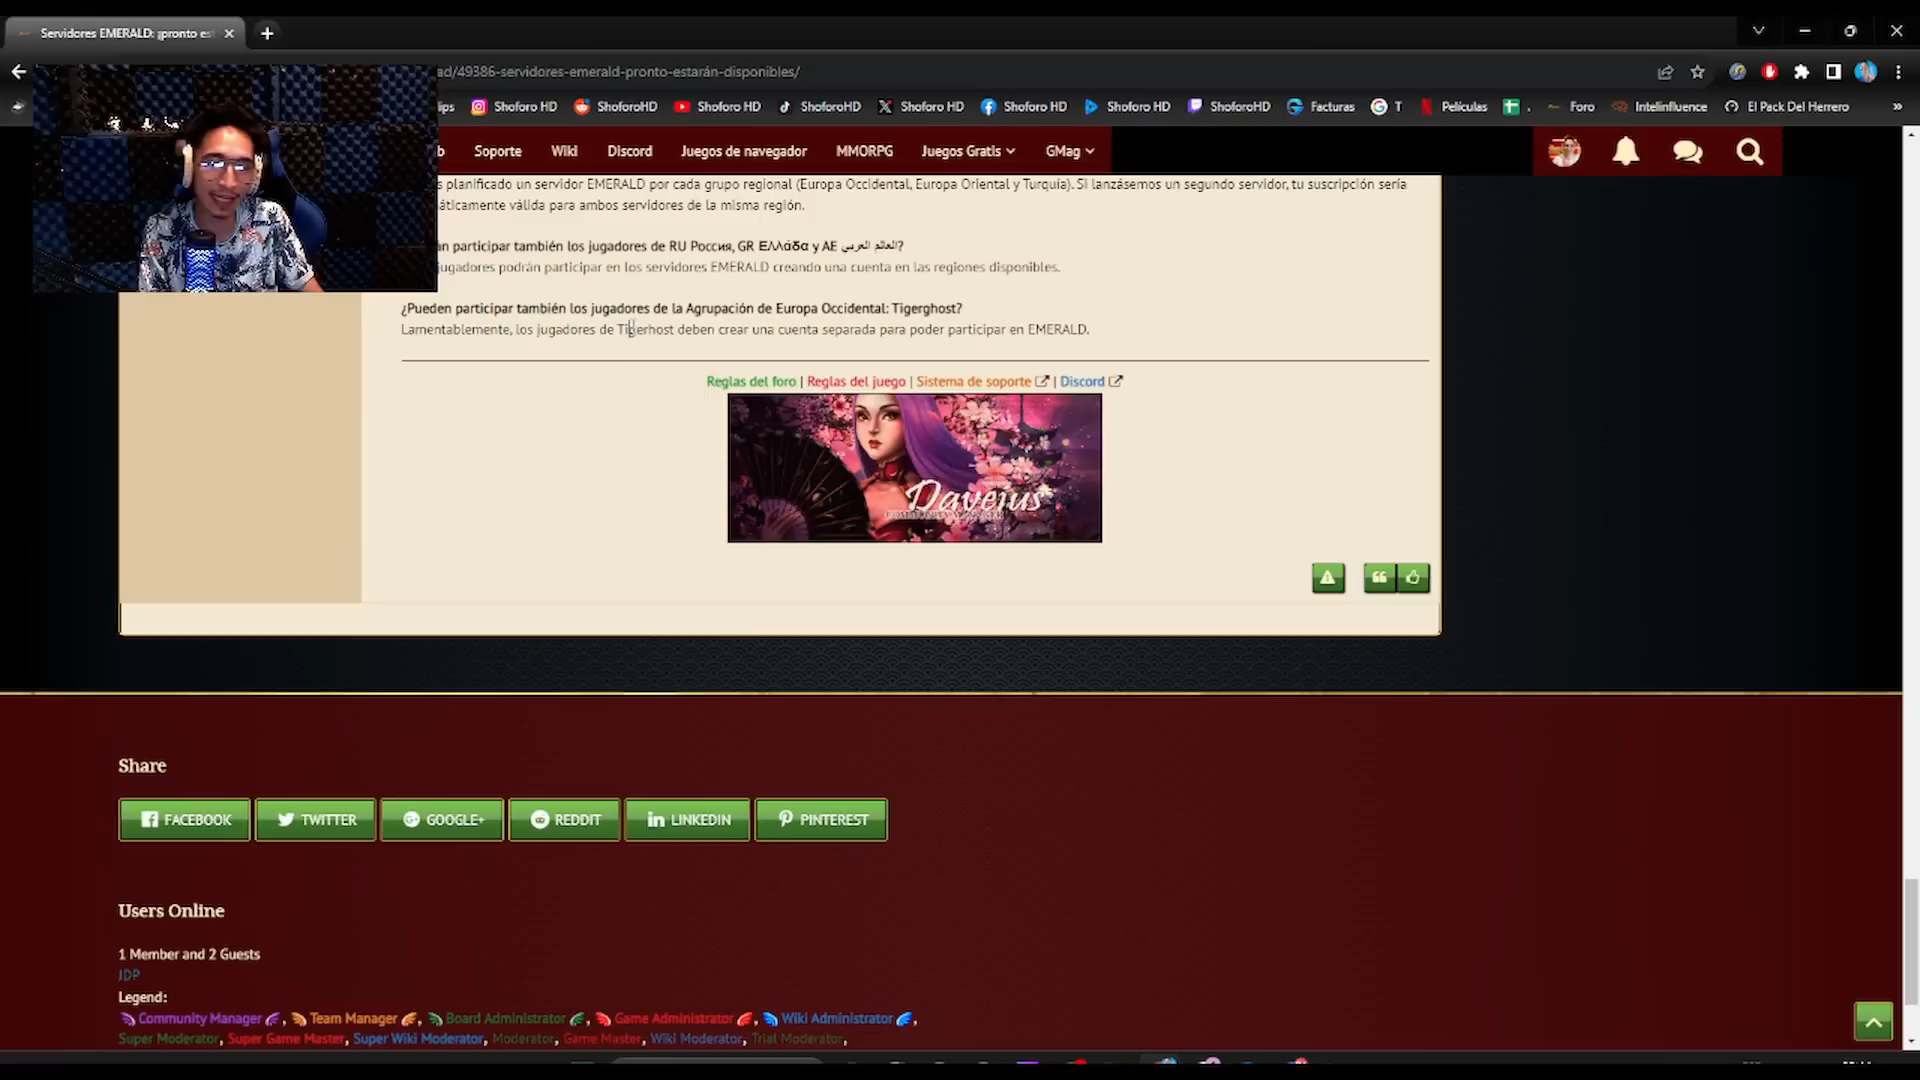 Servidores EMERALD: ¡pronto es
ad/49386-servidores-emerald-pronto-estarán-disponibles/
lips Shoforo HD ShoforoHD Shoforo HD ShoforoHD Shoforo HD Shoforo HD Shoforo HD ShoforoHD Facturas T Películas . Foro Intelinfluence El Pack Del Herrero »
b Soporte Wiki Discord Juegos de navegador MMORPG Juegos Gratis GMag
s planificado un servidor EMERALD por cada grupo regional (Europa Occidental, Europa Oriental y Turquía). Si lanzásemos un segundo servidor, tu suscripción sería
áticamente válida para ambos servidores de la misma región.
n participar también los jugadores de RU Россия, GR Ελλάδα y AE العالم العربي?
jugadores podrán participar en los servidores EMERALD creando una cuenta en las regiones disponibles.
¿Pueden participar también los jugadores de la Agrupación de Europa Occidental: Tigerghost?
Lamentablemente, los jugadores de Tigerhost deben crear una cuenta separada para poder participar en EMERALD.
Reglas del foro | Reglas del juego | Sistema de soporte | Discord
Davejus
COMMUNITY MANAGER
Share
FACEBOOK TWITTER GOOGLE+ REDDIT LINKEDIN PINTEREST
Users Online
1 Member and 2 Guests
JDP
Legend:
Community Manager, Team Manager, Board Administrator, Game Administrator, Wiki Administrator,
Super Moderator, Super Game Master, Super Wiki Moderator, Moderator, Game Master, Wiki Moderator, Trial Moderator,